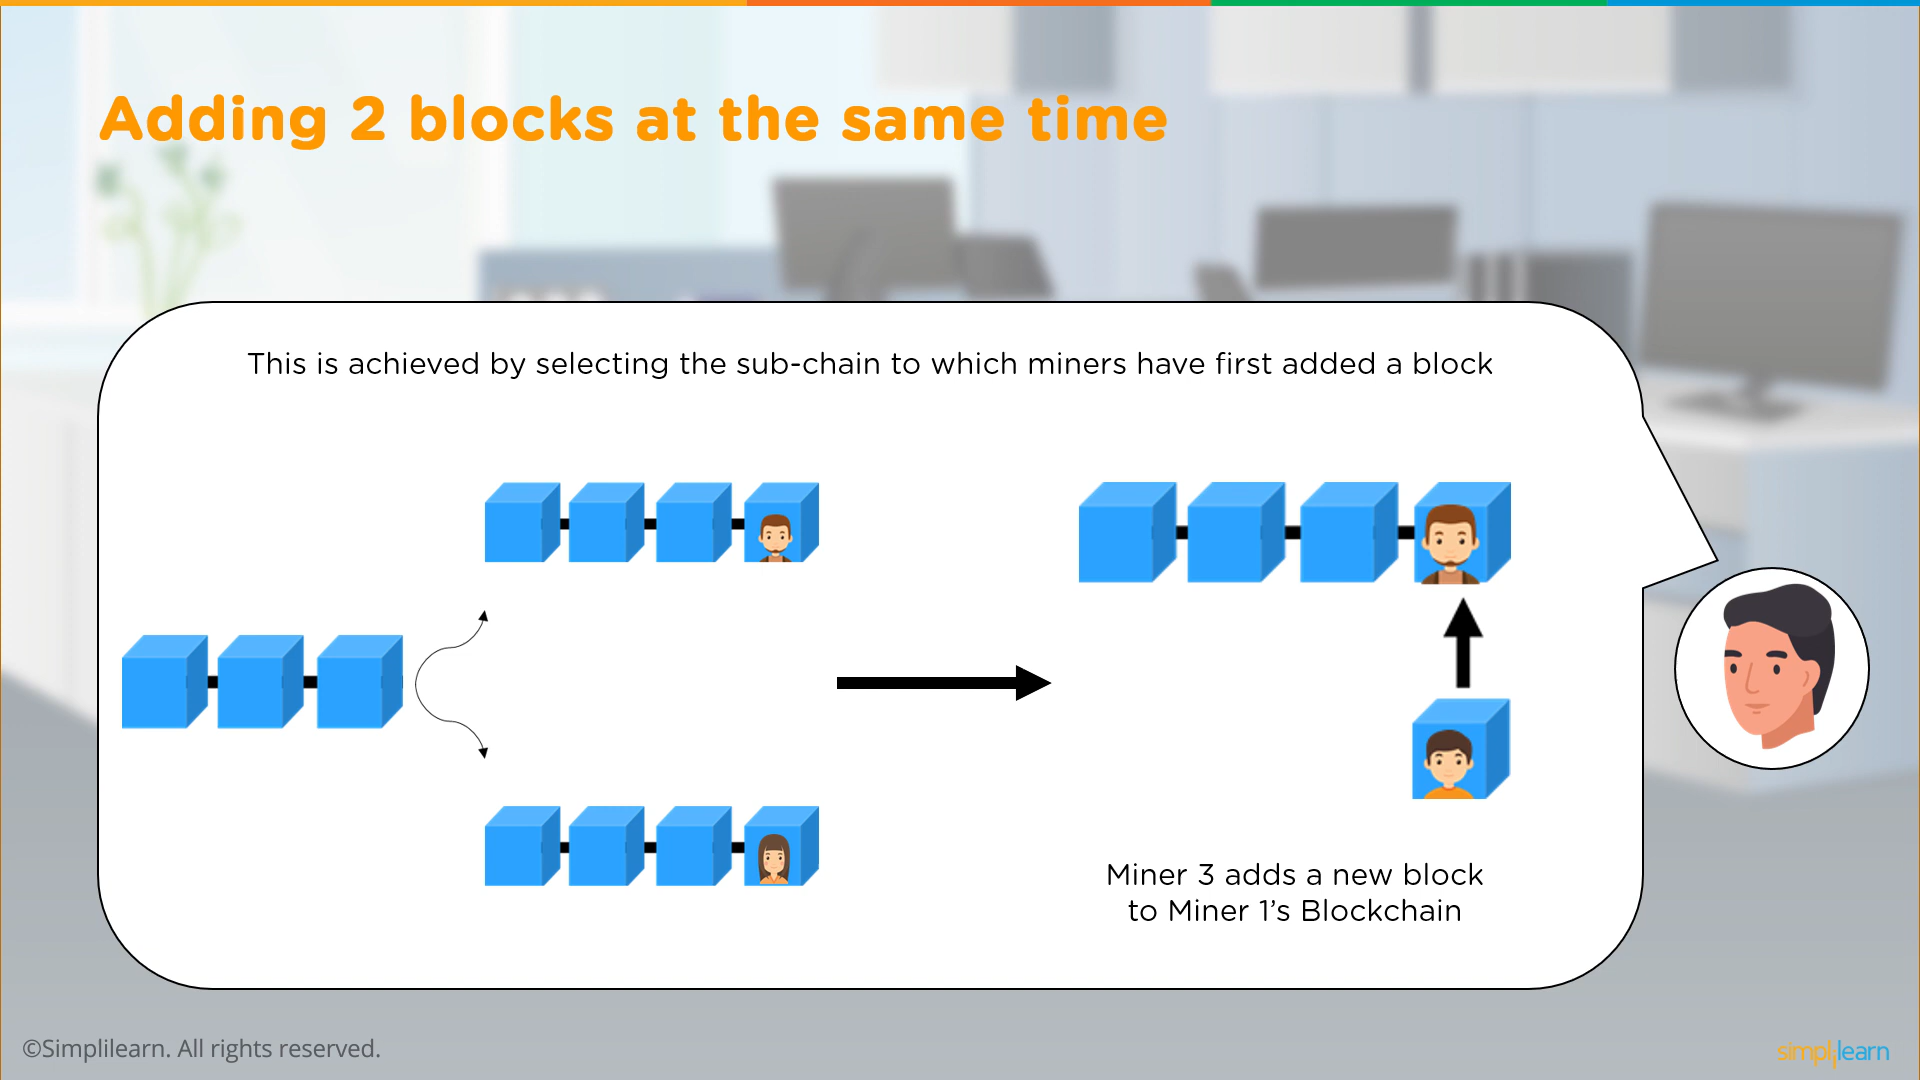 Adding 2 blocks at the same time
This is achieved by selecting the sub-chain to which miners have first added a block
Miner 3 adds a new block
to Miner 1’s Blockchain
©Simplilearn. All rights reserved.
simplilearn